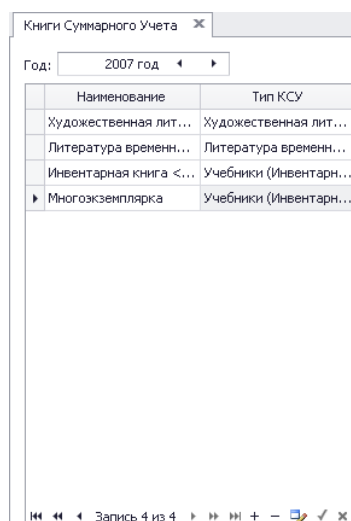 Книги Суммарного Учета
Год: 2007 год
Наименование Тип КСУ
Художественная лит... Художественная лит...
Литература временн... Литература временн...
Инвентарная книга <... Учебники (Инвентарн...
Многоэкземплярка Учебники (Инвентарн...
Запись 4 из 4